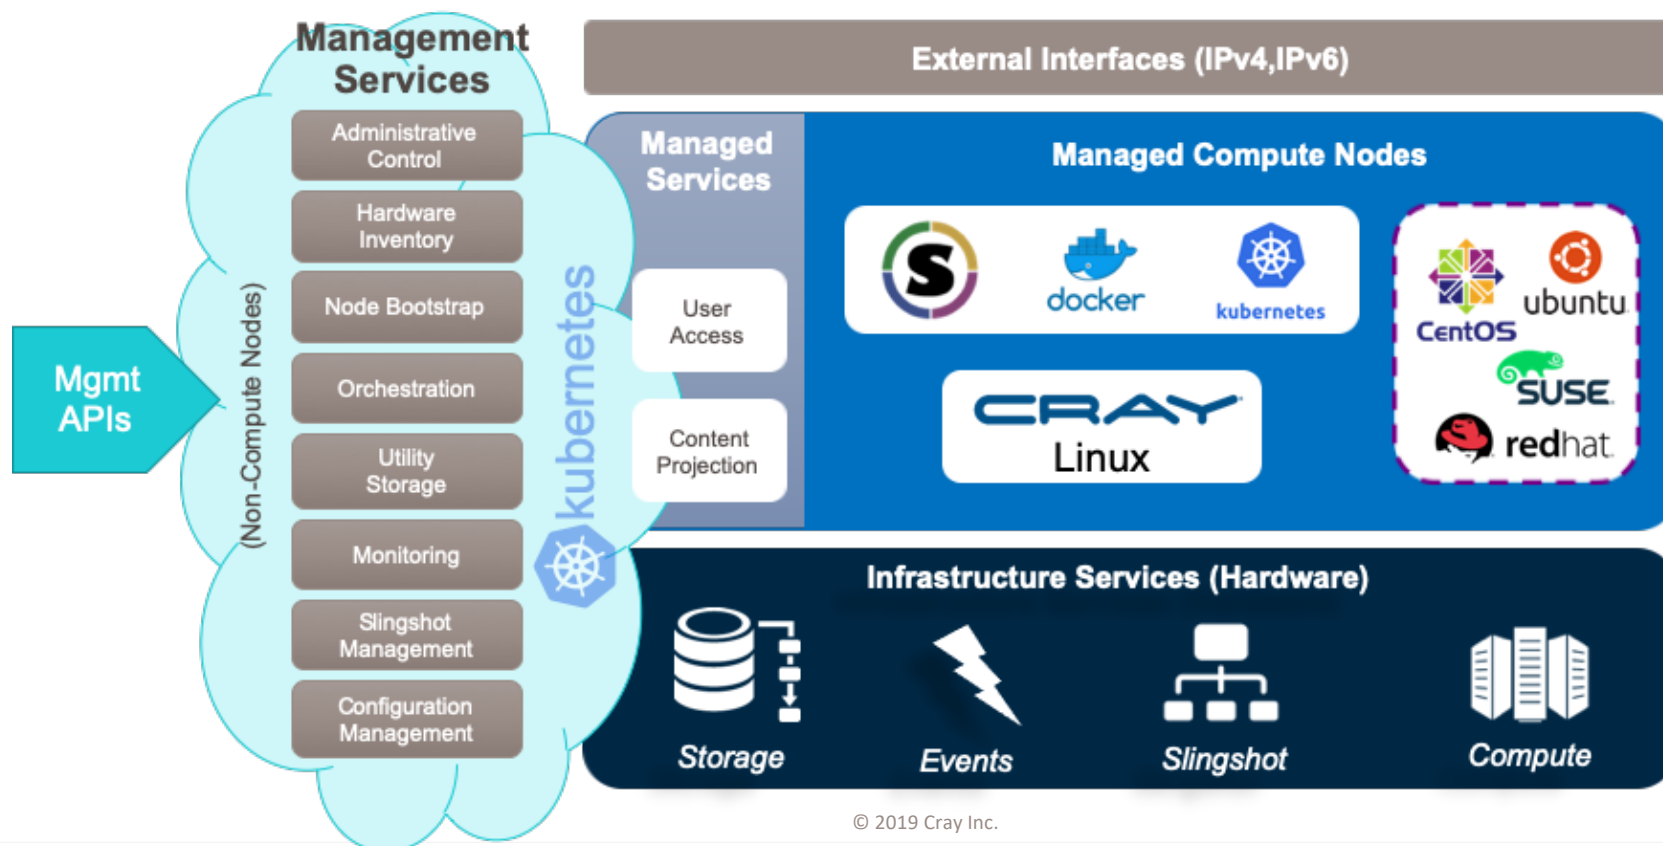 Management
Services
Administrative
Control
Hardware
Inventory
Node Bootstrap
Orchestration
Utility
Storage
Monitoring
Slingshot
Management
Configuration
Management
(Non-Compute Nodes)
Mgmt
APIs
kubernetes
External Interfaces (IPv4,IPv6)
Managed
Services
User
Access
Content
Projection
Managed Compute Nodes
S
docker
kubernetes
CRAY
Linux
CentOS
ubuntu
SUSE
redhat
Infrastructure Services (Hardware)
Storage
Events
Slingshot
Compute
© 2019 Cray Inc.